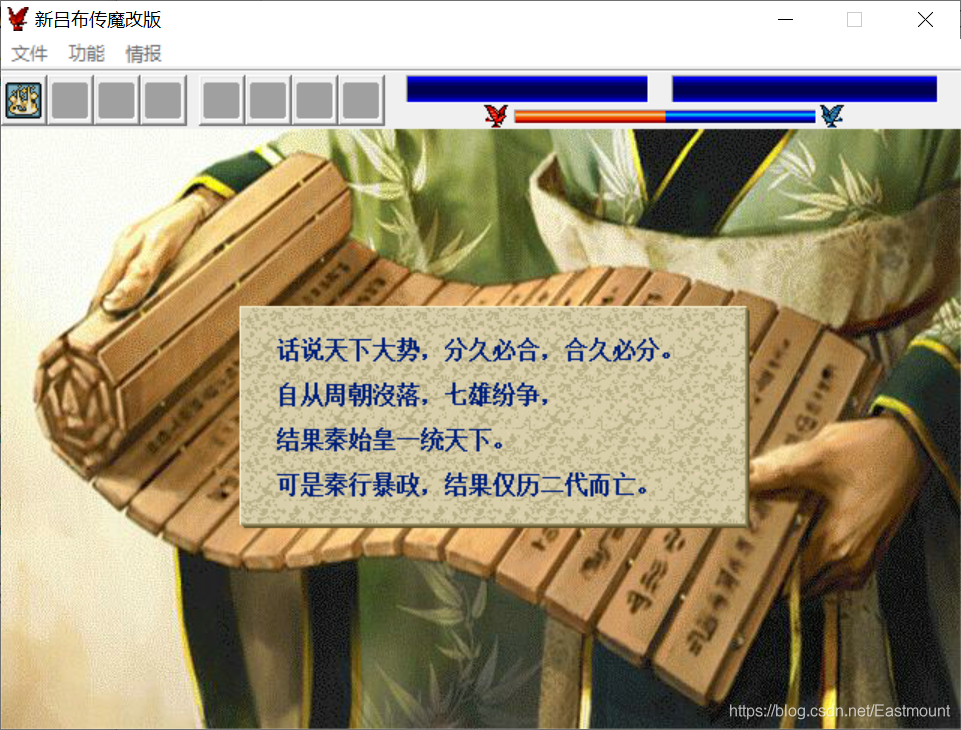 新吕布传魔改版
文件 功能 情报
话说天下大势，分久必合，合久必分。
自从周朝沒落，七雄纷争，
结果秦始皇一统天下。
可是秦行暴政，结果仅历二代而亡。
https://blog.csdn.net/Eastmount